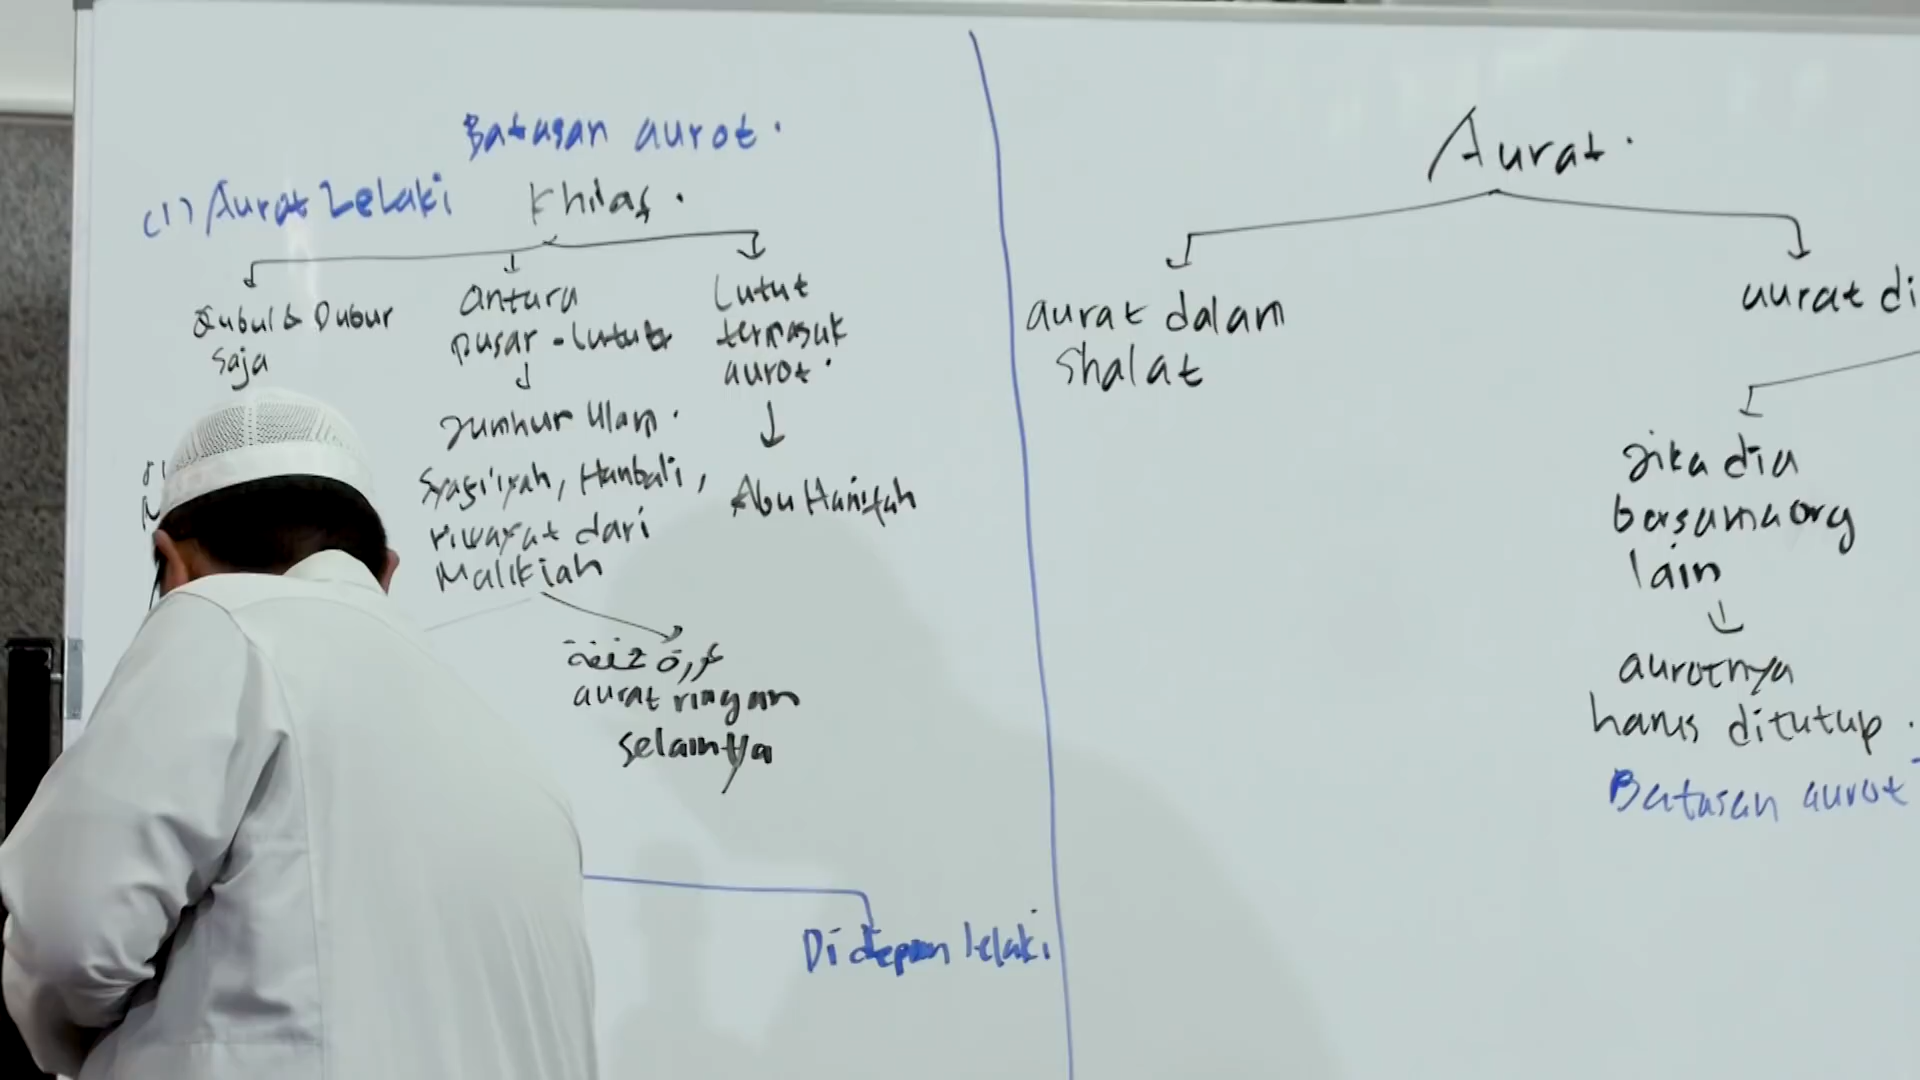 Batasan aurot.
(1) Aurat Lelaki
Khilaf.
Qubul & Dubur
saja
antara
pusar - lutut
Jumhur Ulama.
Syafi'iyah, Hanbali,
riwayat dari
Malikiah
عورة خفيفة
aurat ringan
selainnya
Lutut
termasuk
aurot.
Abu Hanifah
Di depan lelaki
Aurat.
aurat dalam
shalat
aurat di
jika dia
bersama org
lain
aurotnya
harus ditutup.
Batasan aurot